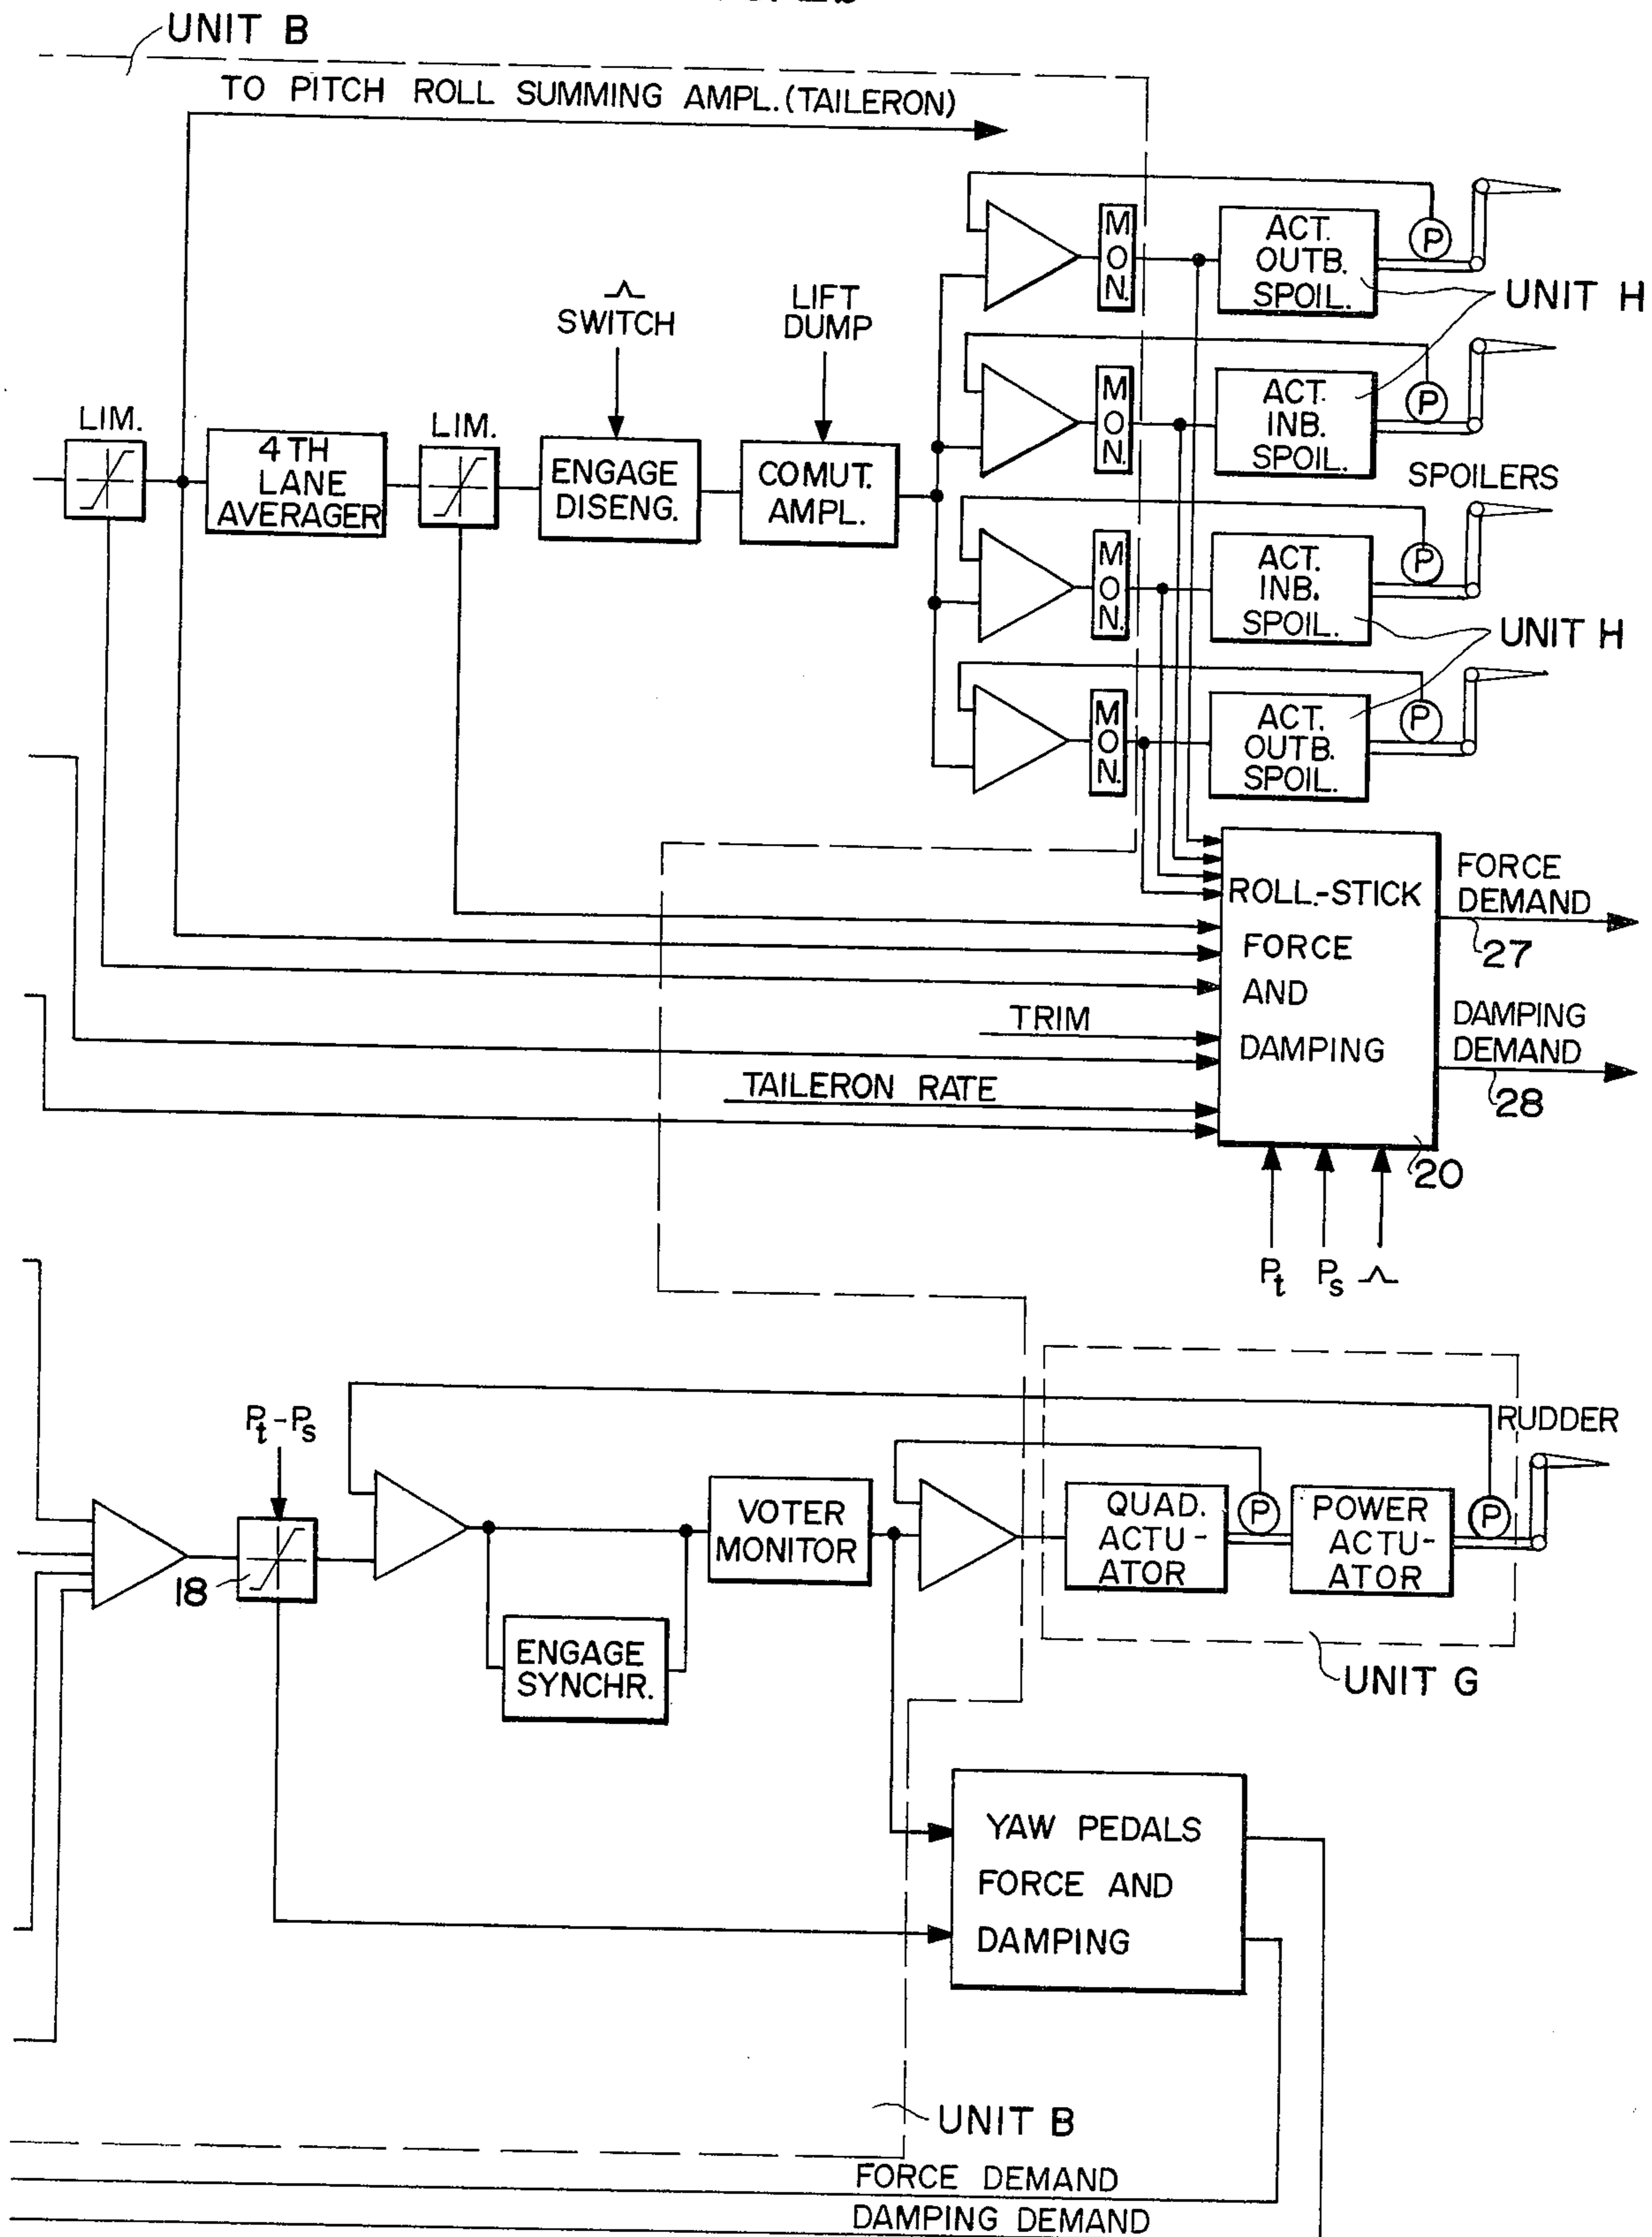 UNIT B
TO PITCH ROLL SUMMING AMPL.(TAILERON)
LIM.
4TH
LANE
AVERAGER
LIM.
SWITCH
ENGAGE
DISENG.
LIFT
DUMP
COMUT.
AMPL.
MON.
ACT.
OUTB.
SPOIL.
P
UNIT H
MON.
ACT.
INB.
SPOIL.
P
SPOILERS
MON.
ACT.
INB.
SPOIL.
P
UNIT H
MON.
ACT.
OUTB.
SPOIL.
P
ROLL.-STICK
FORCE
AND
DAMPING
FORCE
DEMAND
27
DAMPING
DEMAND
28
TRIM
TAILERON RATE
20
Pt Ps
Pt-Ps
18
VOTER
MONITOR
ENGAGE
SYNCHR.
QUAD.
ACTU-
ATOR
P
POWER
ACTU-
ATOR
P
RUDDER
UNIT G
YAW PEDALS
FORCE AND
DAMPING
UNIT B
FORCE DEMAND
DAMPING DEMAND